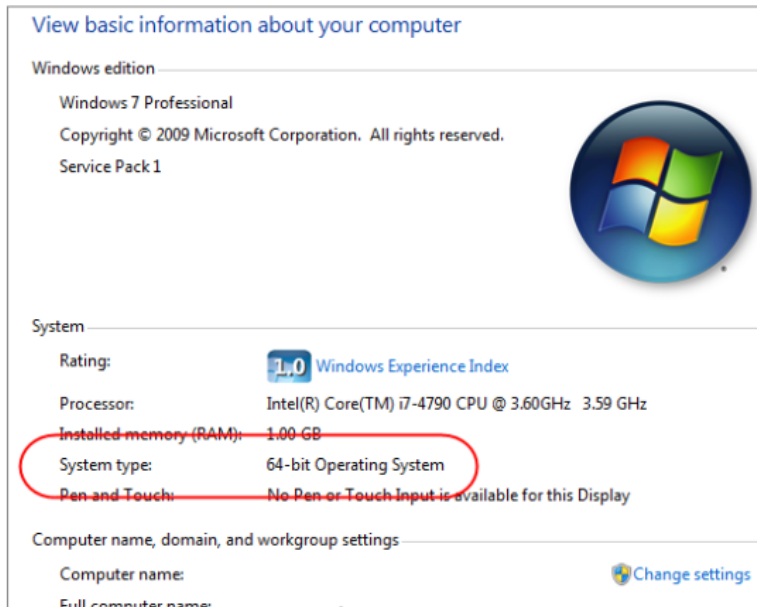 View basic information about your computer
Windows edition
Windows 7 Professional
Copyright © 2009 Microsoft Corporation.  All rights reserved.
Service Pack 1
System
Rating: 1.0 Windows Experience Index
Processor: Intel(R) Core(TM) i7-4790 CPU @ 3.60GHz 3.59 GHz
Installed memory (RAM): 1.00 GB
System type: 64-bit Operating System
Pen and Touch: No Pen or Touch Input is available for this Display
Computer name, domain, and workgroup settings
Computer name: Change settings
Full computer name: